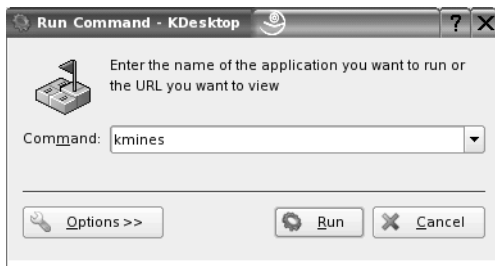 Run Command - KDesktop
Enter the name of the application you want to run or
the URL you want to view
Command: kmines
Options >>
Run
Cancel